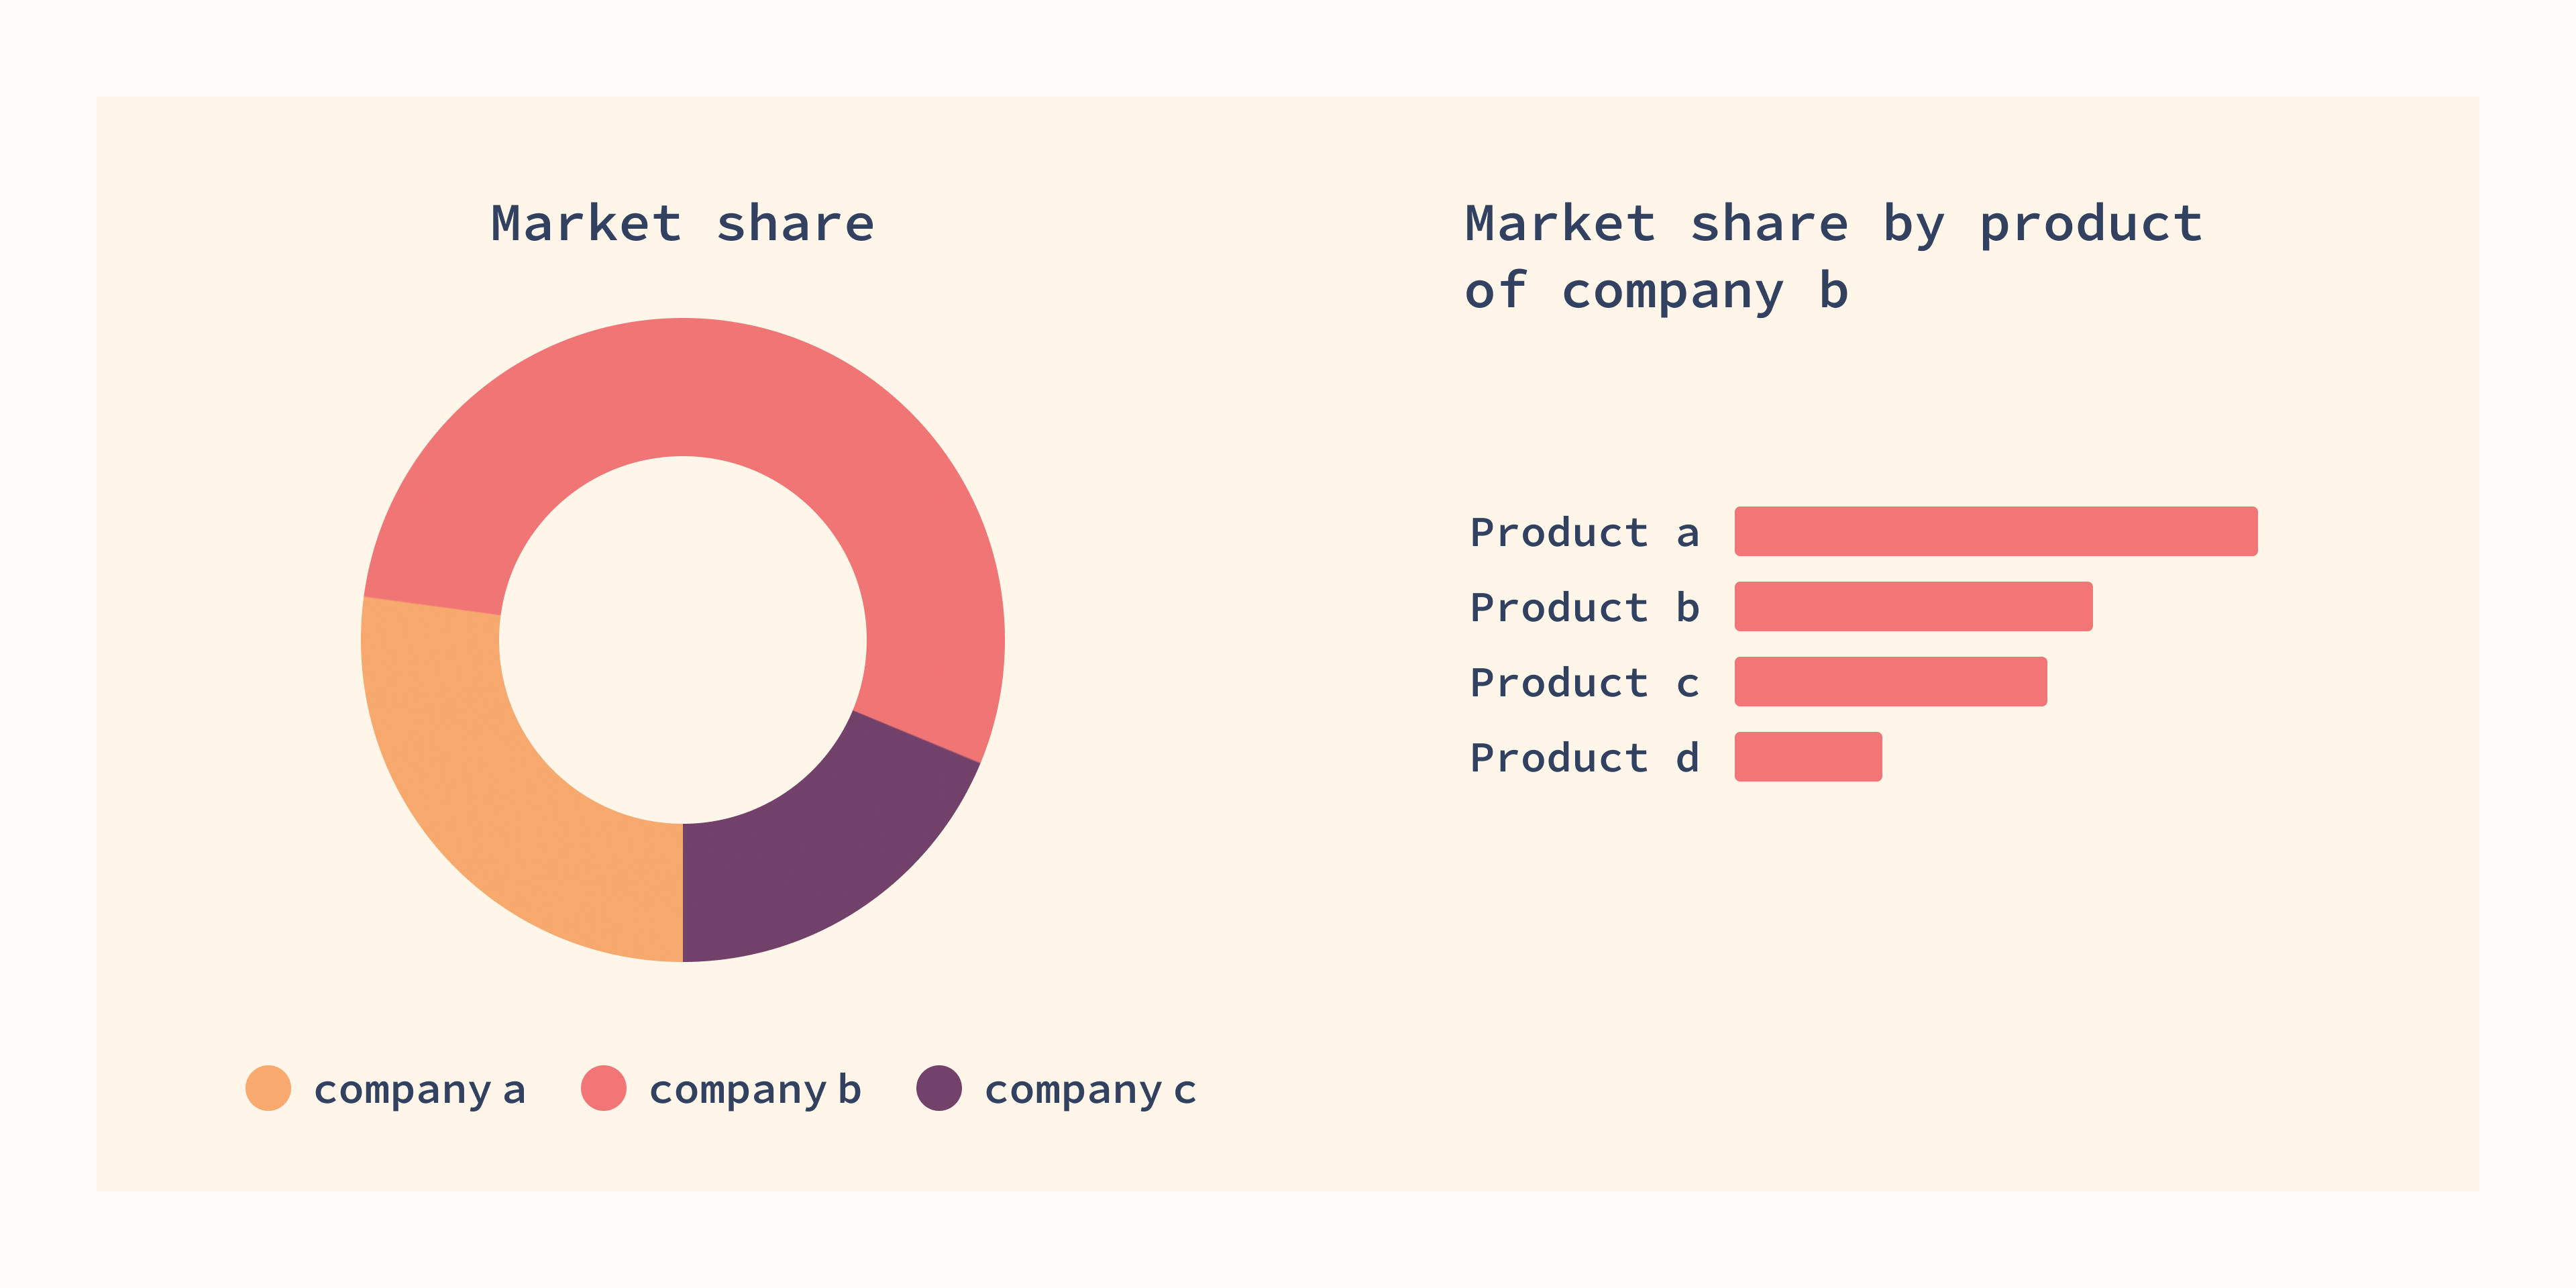 Market share
company a
company b
company c
Market share by product
of company b
Product a
Product b
Product c
Product d